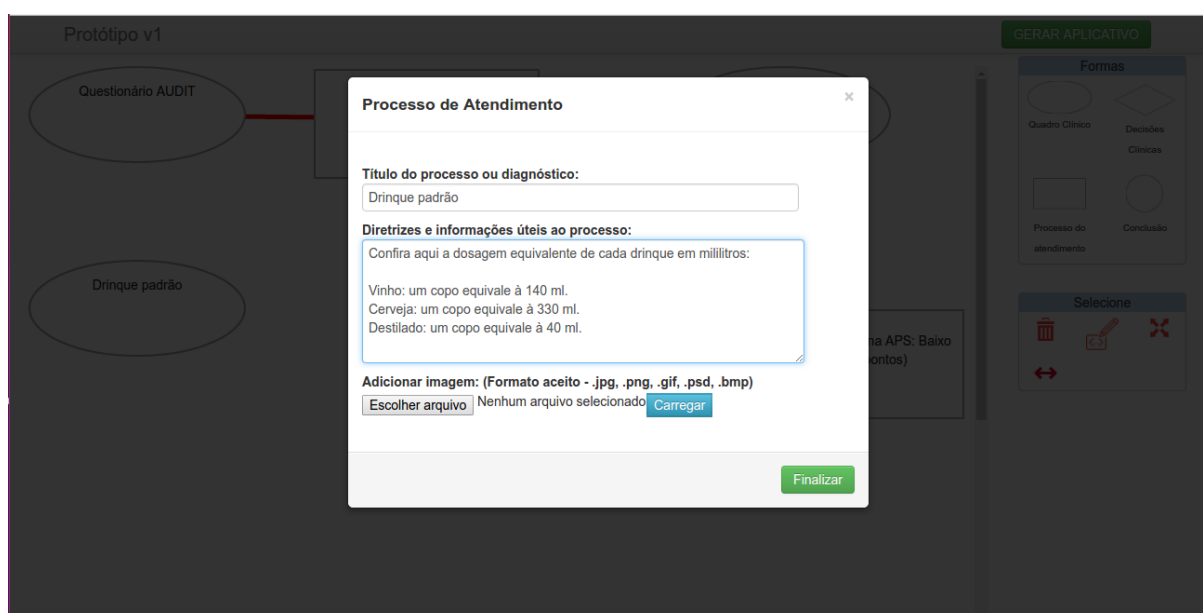 Protótipo v1
GERAR APLICATIVO
Questionário AUDIT
Drinque padrão
Processo de Atendimento
×
Título do processo ou diagnóstico:
Drinque padrão
Diretrizes e informações úteis ao processo:
Confira aqui a dosagem equivalente de cada drinque em mililitros:
Vinho: um copo equivale à 140 ml.
Cerveja: um copo equivale à 330 ml.
Destilado: um copo equivale à 40 ml.
Adicionar imagem: (Formato aceito - .jpg, .png, .gif, .psd, .bmp)
Escolher arquivo Nenhum arquivo selecionado Carregar
Finalizar
na APS: Baixo
pontos)
Formas
Quadro Clínico
Decisões
Clínicas
Processo do
atendimento
Conclusão
Selecione